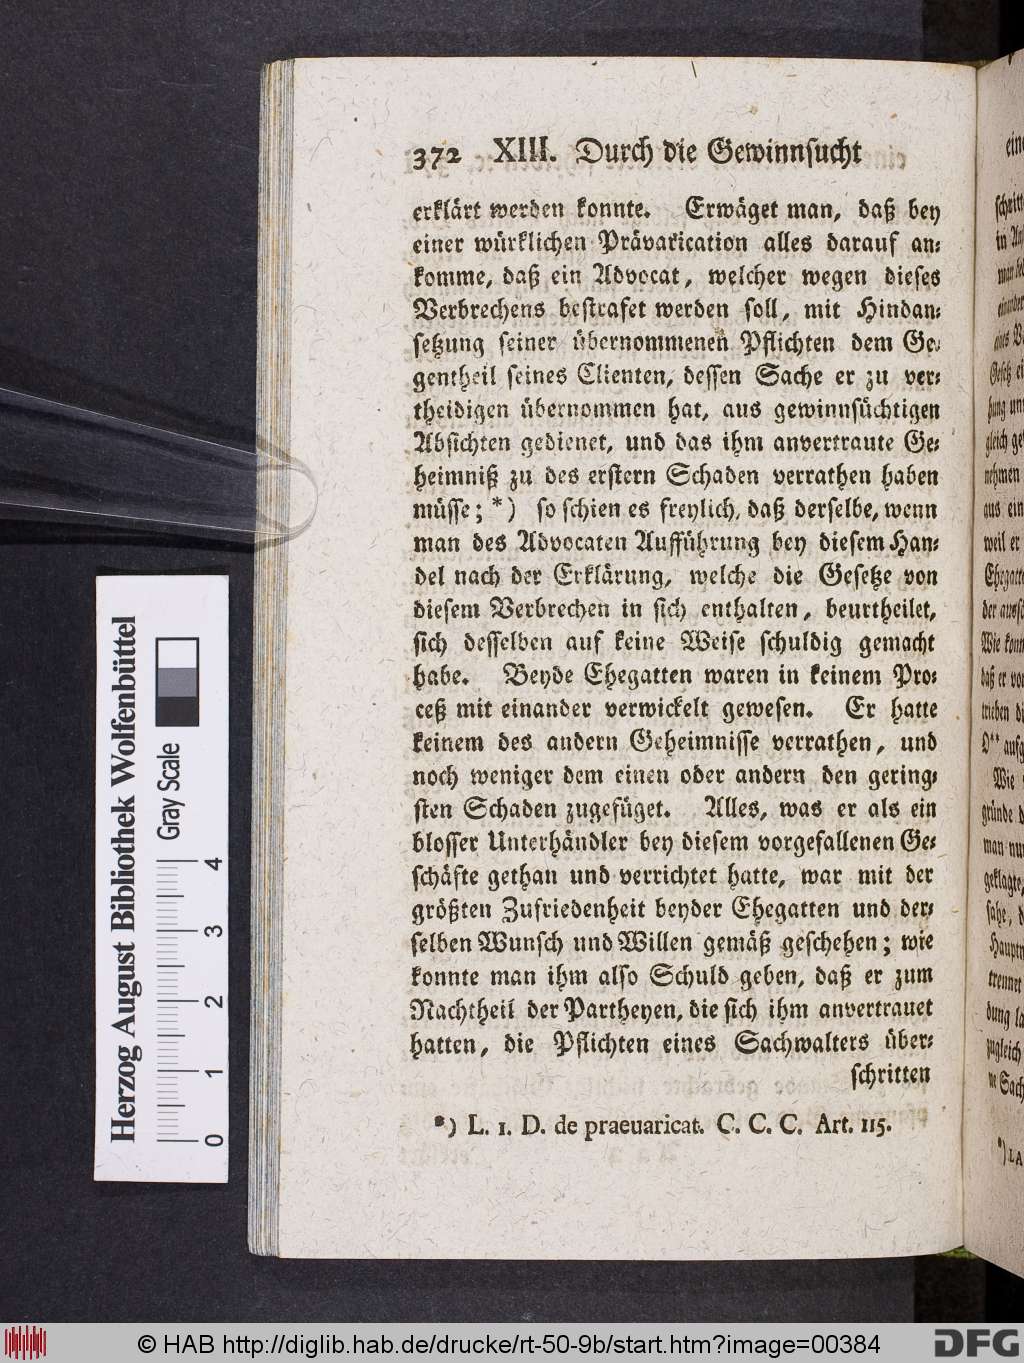 372 XIII. Durch die Gewinnsucht
erklärt werden konnte. Erwäget man, daß bey
einer würklichen Prävarication alles darauf an-
komme, daß ein Advocat, welcher wegen dieses
Verbrechens bestrafet werden soll, mit Hindan-
setzung seiner übernommenen Pflichten dem Ge-
gentheil seines Clienten, dessen Sache er zu ver-
theidigen übernommen hat, aus gewinnsüchtigen
Absichten gedienet, und das ihm anvertraute Ge-
heimniß zu des erstern Schaden verrathen haben
müsse; *) so schien es freylich, daß derselbe, wenn
man des Advocaten Aufführung bey diesem Han-
del nach der Erklärung, welche die Gesetze von
diesem Verbrechen in sich enthalten, beurtheilet,
sich desselben auf keine Weise schuldig gemacht
habe. Beyde Ehegatten waren in keinem Pro-
ceß mit einander verwickelt gewesen. Er hatte
keinem des andern Geheimnisse verrathen, und
noch weniger dem einen oder andern den gering-
sten Schaden zugefüget. Alles, was er als ein
blosser Unterhändler bey diesem vorgefallenen Ge-
schäfte gethan und verrichtet hatte, war mit der
größten Zufriedenheit beyder Ehegatten und der-
selben Wunsch und Willen gemäß geschehen; wie
konnte man ihm also Schuld geben, daß er zum
Nachtheil der Partheyen, die sich ihm anvertrauet
hatten, die Pflichten eines Sachwalters über-
schritten
*) L. 1. D. de praeuaricat. C. C. C. Art. 115.
Herzog August Bibliothek Wolfenbüttel
Gray Scale
0 1 2 3 4
© HAB http://diglib.hab.de/drucke/rt-50-9b/start.htm?image=00384
DFG